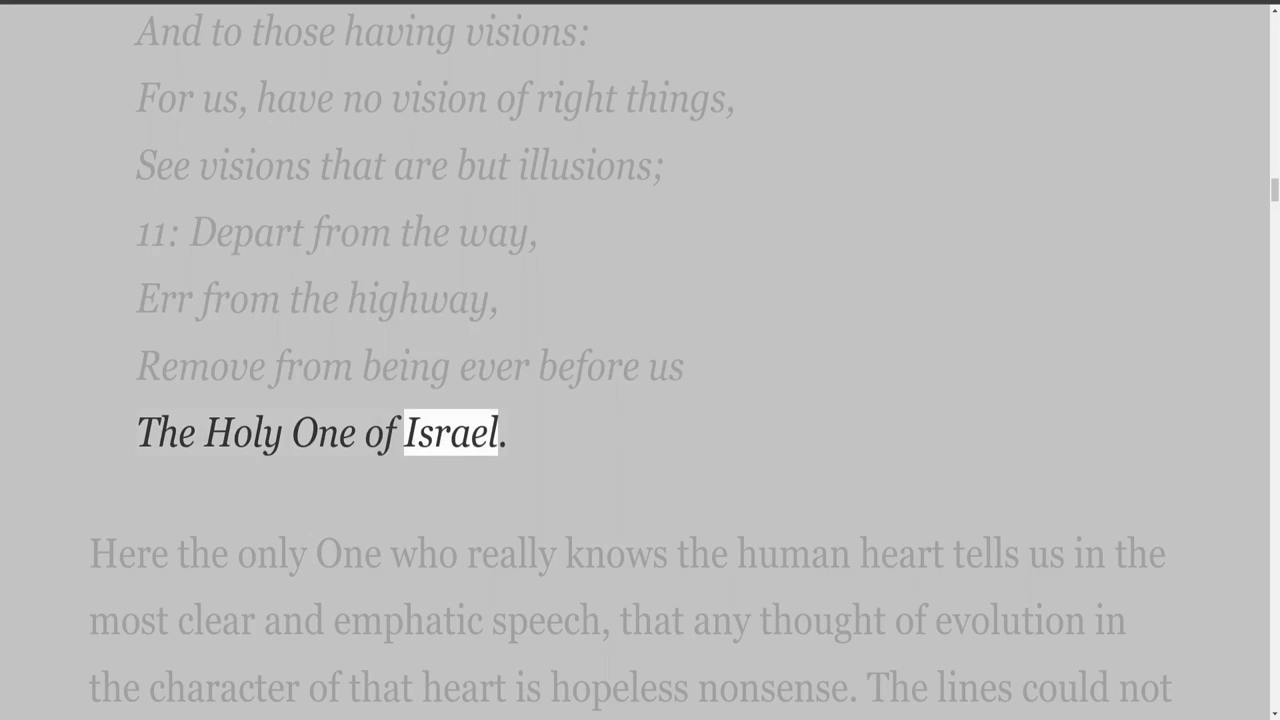 And to those having visions:
For us, have no vision of right things,
See visions that are but illusions;
11: Depart from the way,
Err from the highway,
Remove from being ever before us
The Holy One of Israel.
Here the only One who really knows the human heart tells us in the
most clear and emphatic speech, that any thought of evolution in
the character of that heart is hopeless nonsense. The lines could not